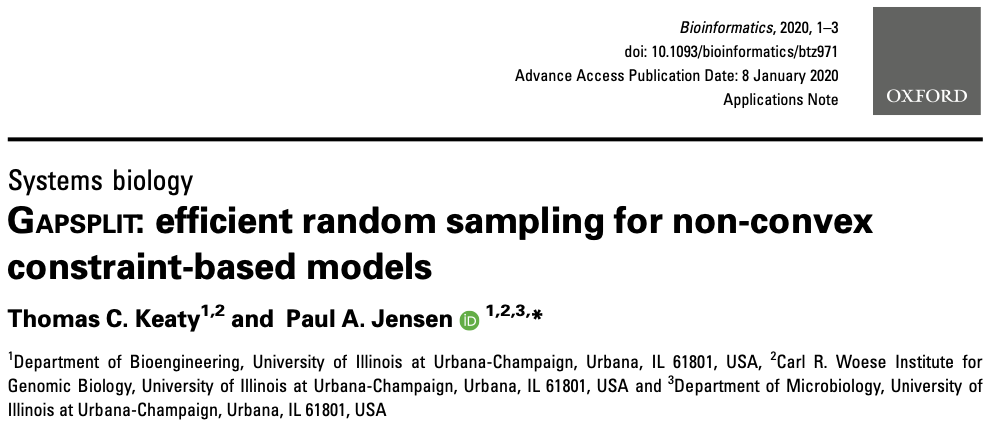 Bioinformatics, 2020, 1–3
doi: 10.1093/bioinformatics/btz971
Advance Access Publication Date: 8 January 2020
Applications Note
OXFORD
Systems biology
GAPSPLIT: efficient random sampling for non-convex
constraint-based models
Thomas C. Keaty1,2 and Paul A. Jensen iD 1,2,3,*
1Department of Bioengineering, University of Illinois at Urbana-Champaign, Urbana, IL 61801, USA, 2Carl R. Woese Institute for
Genomic Biology, University of Illinois at Urbana-Champaign, Urbana, IL 61801, USA and 3Department of Microbiology, University of
Illinois at Urbana-Champaign, Urbana, IL 61801, USA